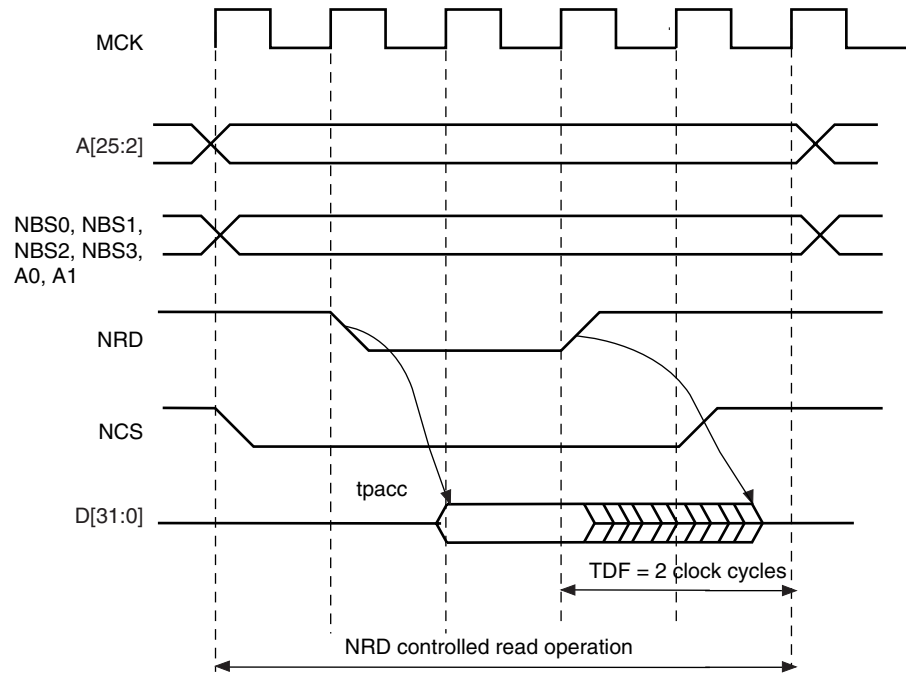 MCK
A[25:2]
NBS0, NBS1,
NBS2, NBS3,
A0, A1
NRD
NCS
tpacc
D[31:0]
TDF = 2 clock cycles
NRD controlled read operation